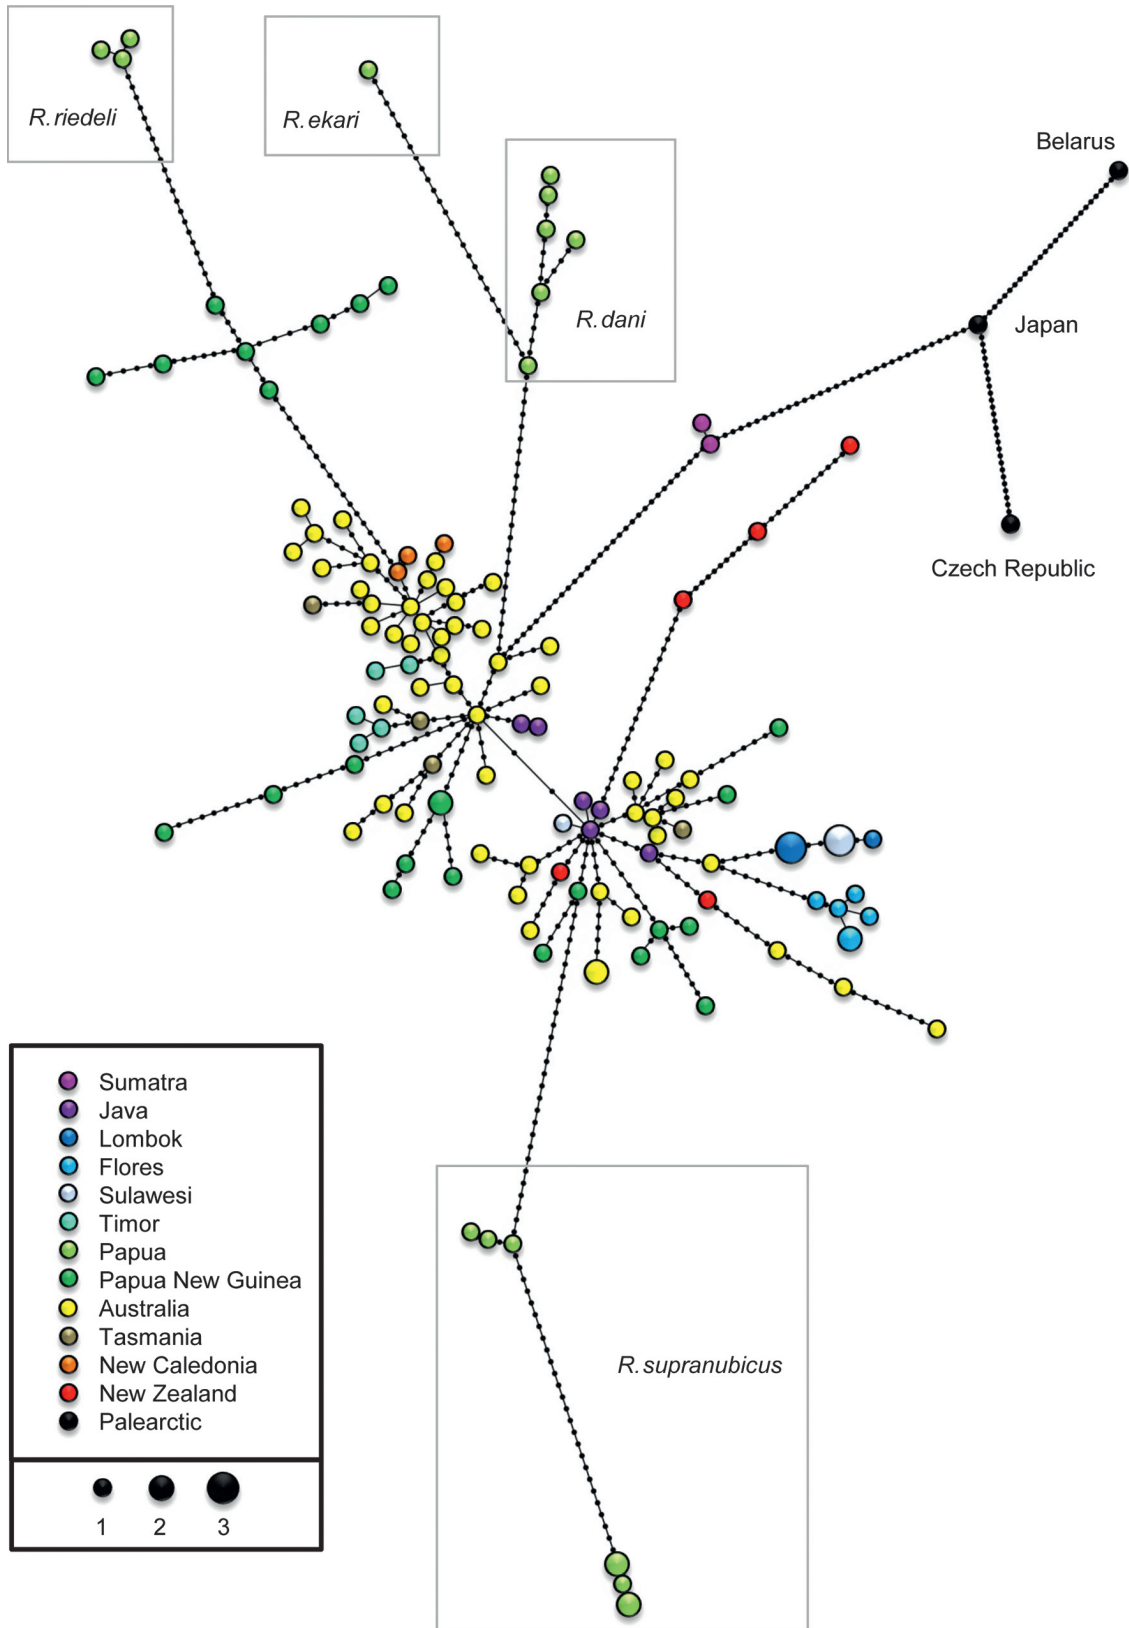 R. riedeli
R. ekari
R. dani
Belarus
Japan
Czech Republic
Sumatra
Java
Lombok
Flores
Sulawesi
Timor
Papua
Papua New Guinea
Australia
Tasmania
New Caledonia
New Zealand
Palearctic
R. supranubicus
1 2 3